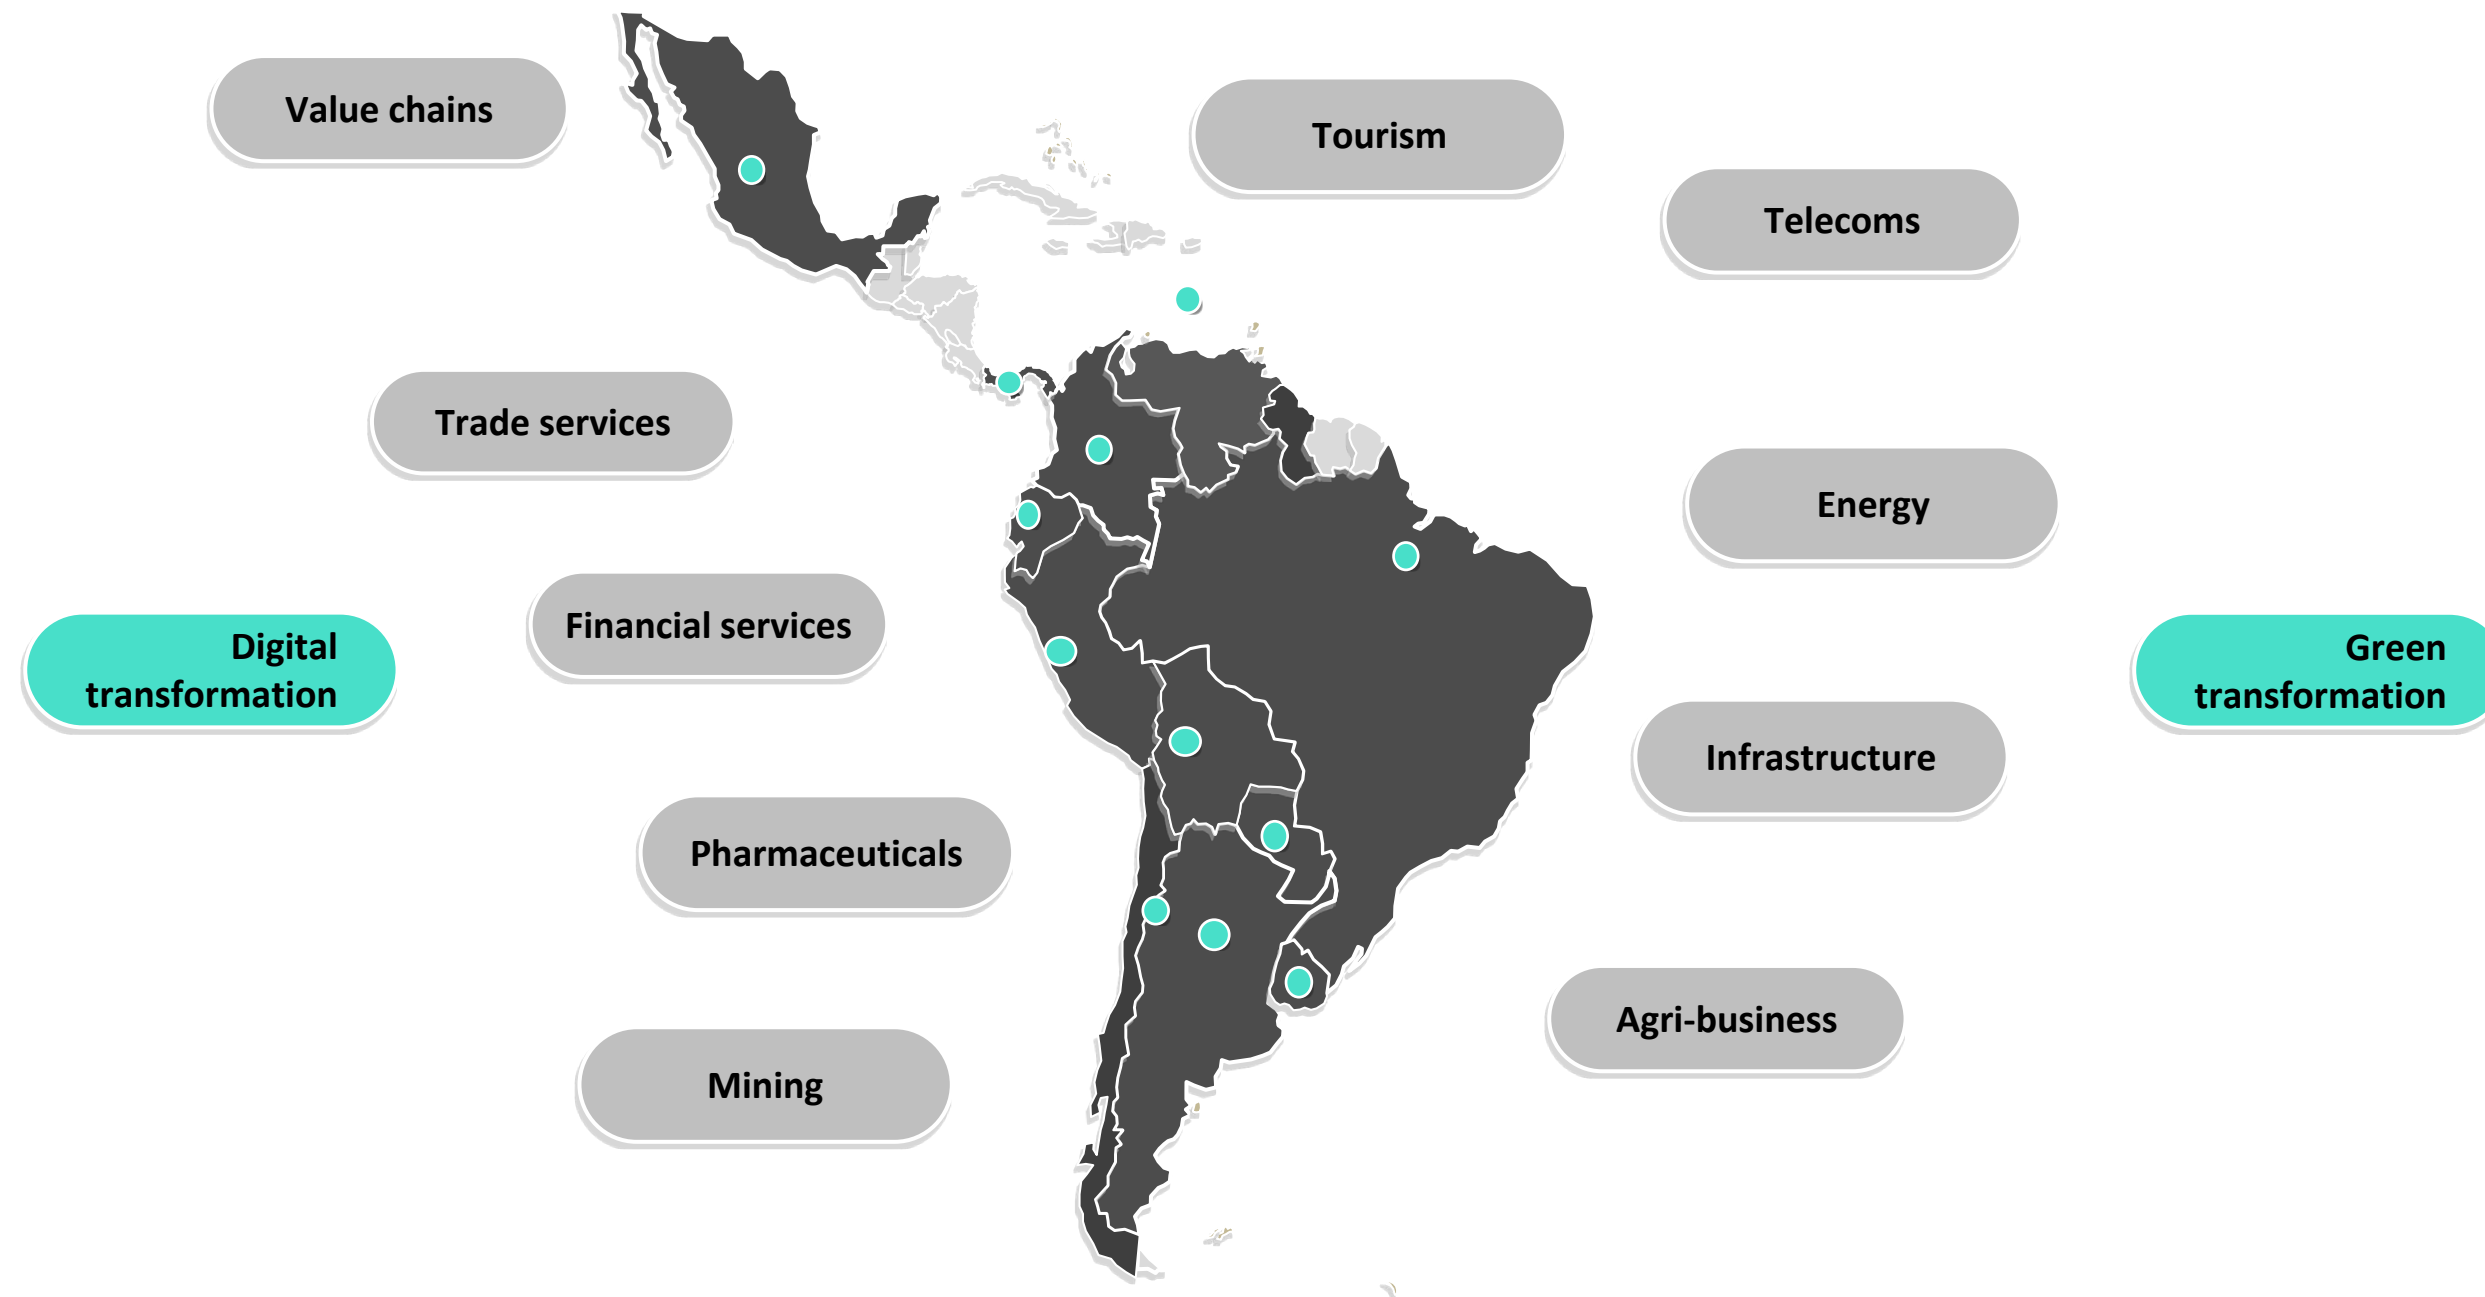 Value chains
Tourism
Telecoms
Trade services
Energy
Financial services
Digital
transformation
Green
transformation
Infrastructure
Pharmaceuticals
Agri-business
Mining